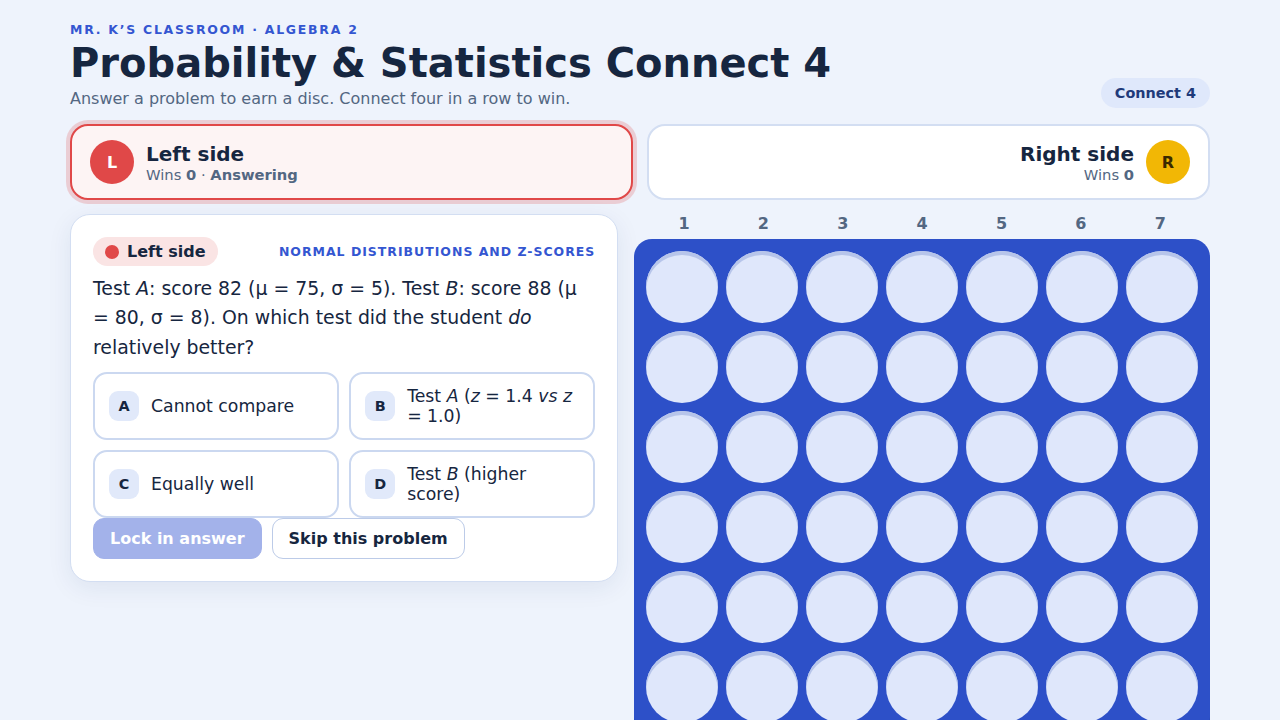 MR. K’S CLASSROOM · ALGEBRA 2
Probability & Statistics Connect 4
Answer a problem to earn a disc. Connect four in a row to win.
Connect 4
L
Left side
Wins 0 · Answering
Right side
Wins 0
R
Left side
NORMAL DISTRIBUTIONS AND Z-SCORES
Test A: score 82 (μ = 75, σ = 5). Test B: score 88 (μ
= 80, σ = 8). On which test did the student do
relatively better?
A
Cannot compare
B
Test A (z = 1.4 vs z
= 1.0)
C
Equally well
D
Test B (higher
score)
Lock in answer
Skip this problem
1 2 3 4 5 6 7